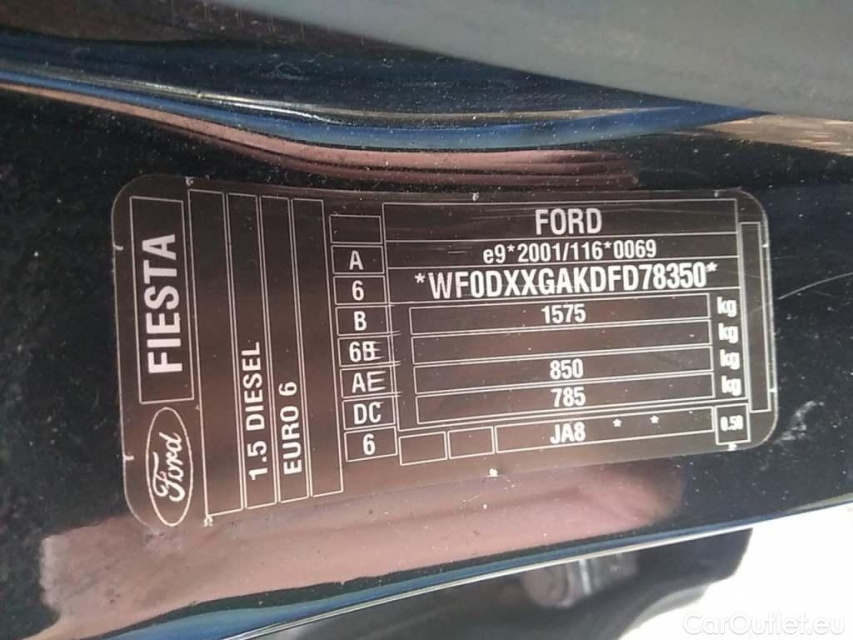 FIESTA
Ford
1.5 DIESEL
EURO 6
A
6
B
6E
AE
DC
6
FORD
e9*2001/116*0069
*WF0DXXGAKDFD78350*
1575 kg
kg
850 kg
785 kg
JA8 * * 0.50
CarOutlet.eu